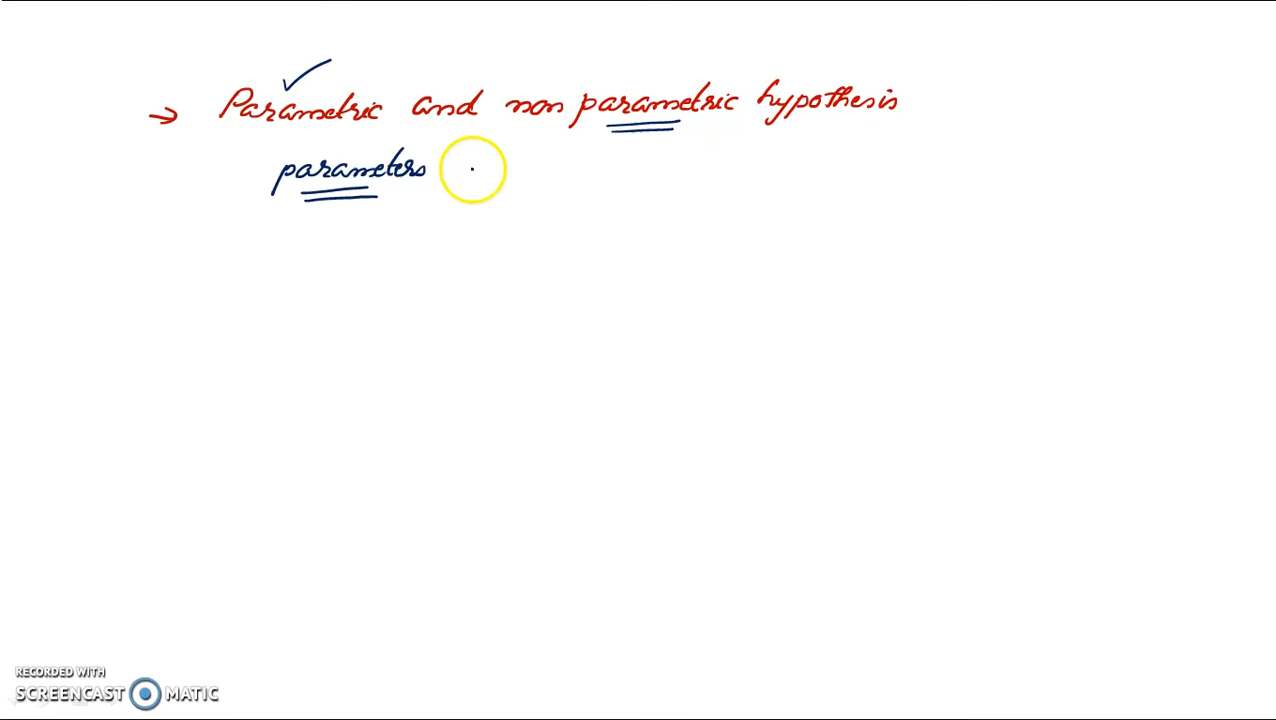 → Parametric and non parametric hypothesis
parameters
RECORDED WITH
SCREENCAST MATIC